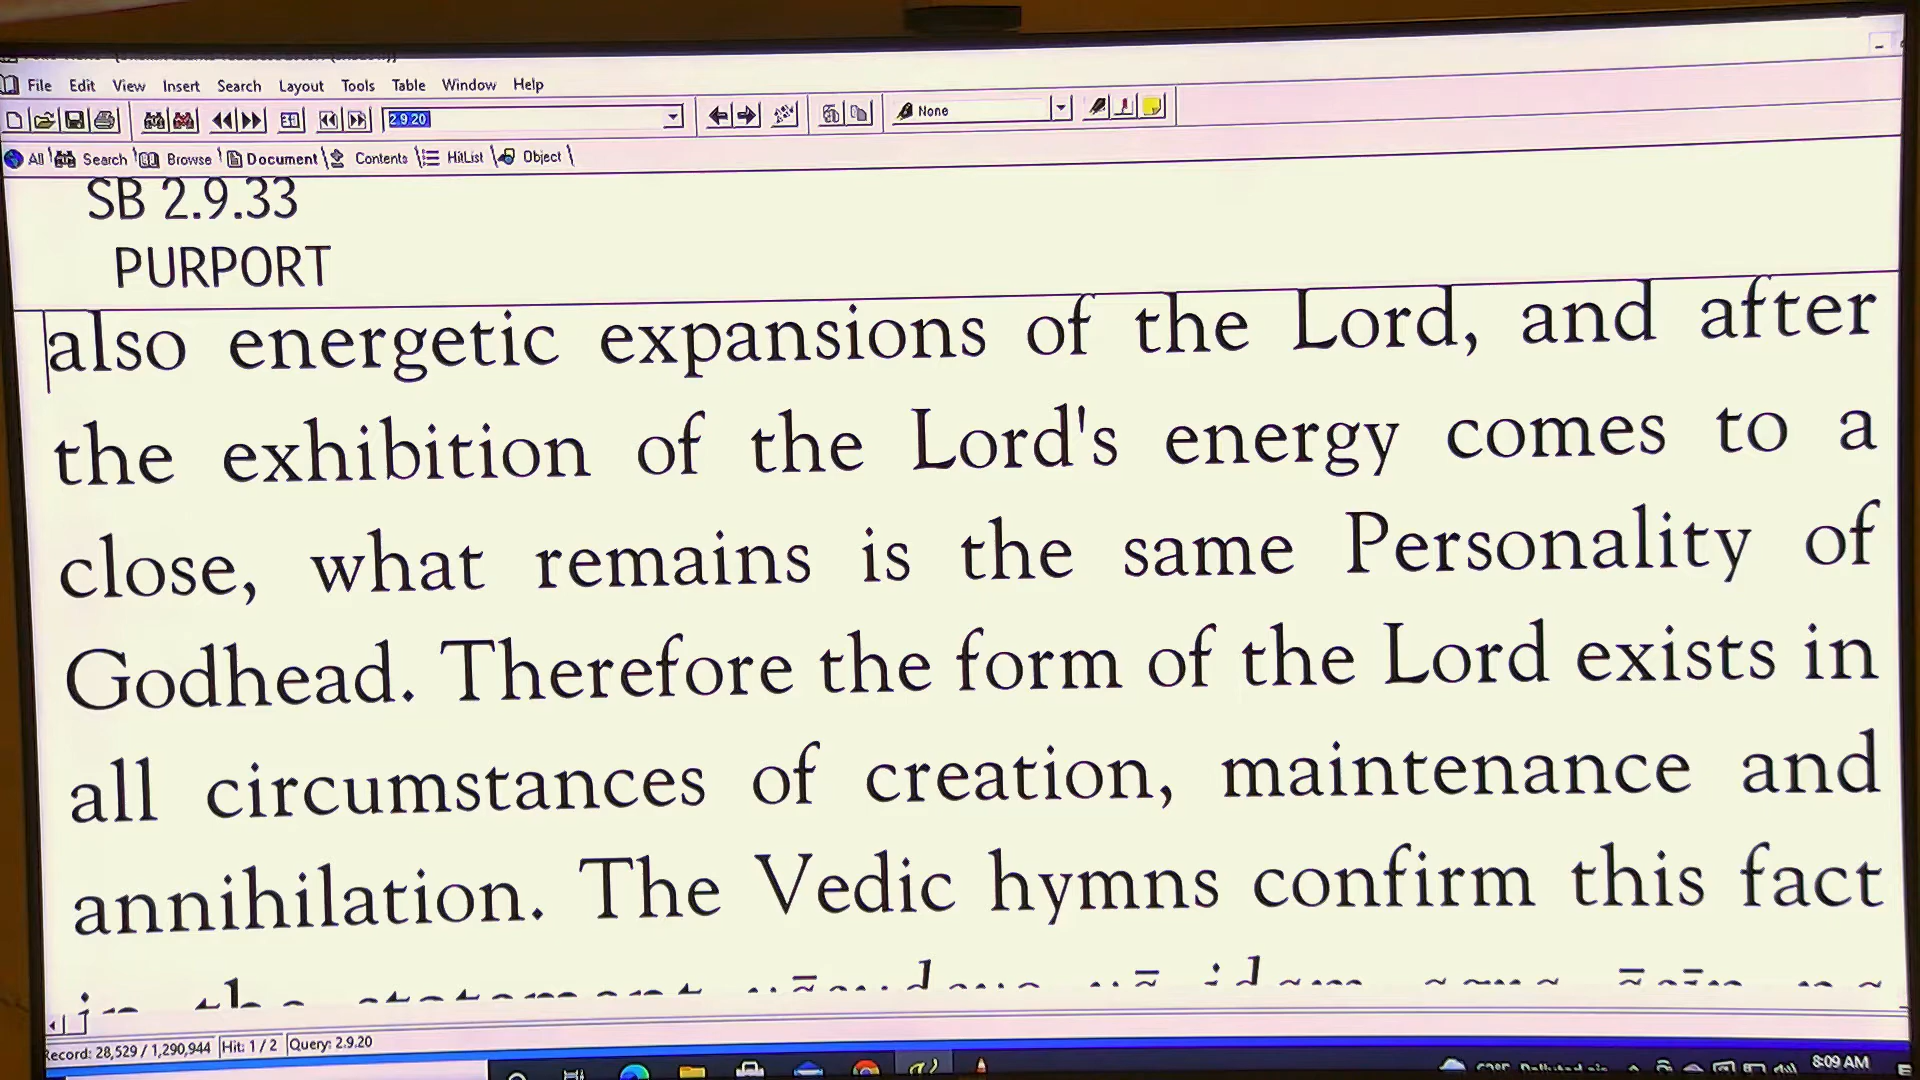 File Edit View Insert Search Layout Tools Table Window Help
2.9.20
None
All Search Browse Document Contents HitList Object
SB 2.9.33
PURPORT
also energetic expansions of the Lord, and after
the exhibition of the Lord's energy comes to a
close, what remains is the same Personality of
Godhead. Therefore the form of the Lord exists in
all circumstances of creation, maintenance and
annihilation. The Vedic hymns confirm this fact
in the statement
Record: 28,529 / 1,290,944 Hit: 1 / 2 Query: 2.9.20
8:09 AM